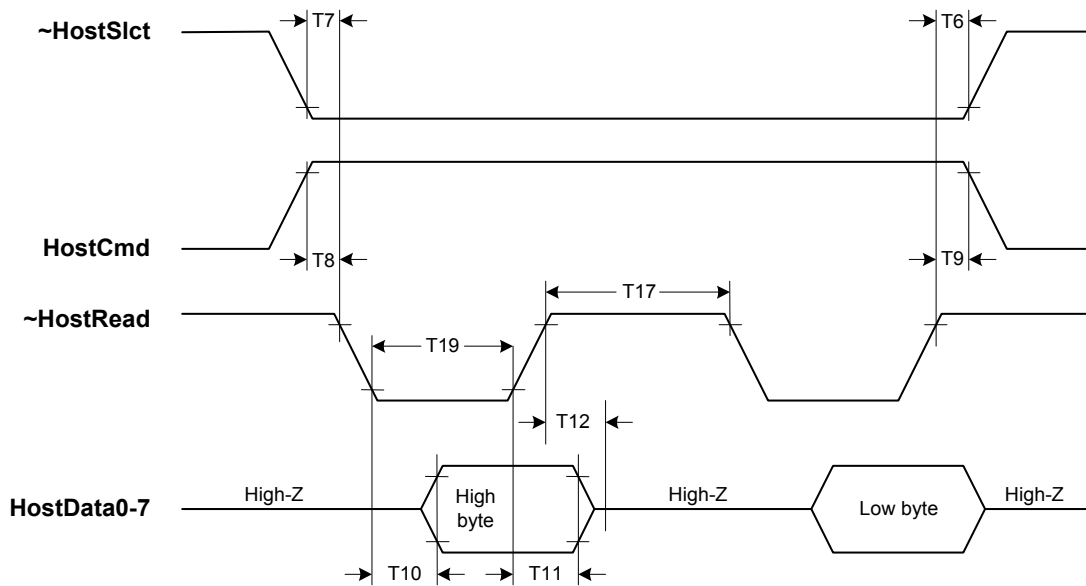 ~HostSlct
T7
T6
HostCmd
T8
T9
~HostRead
T17
T19
T12
HostData0-7
High-Z
High
byte
High-Z
Low byte
High-Z
T10
T11